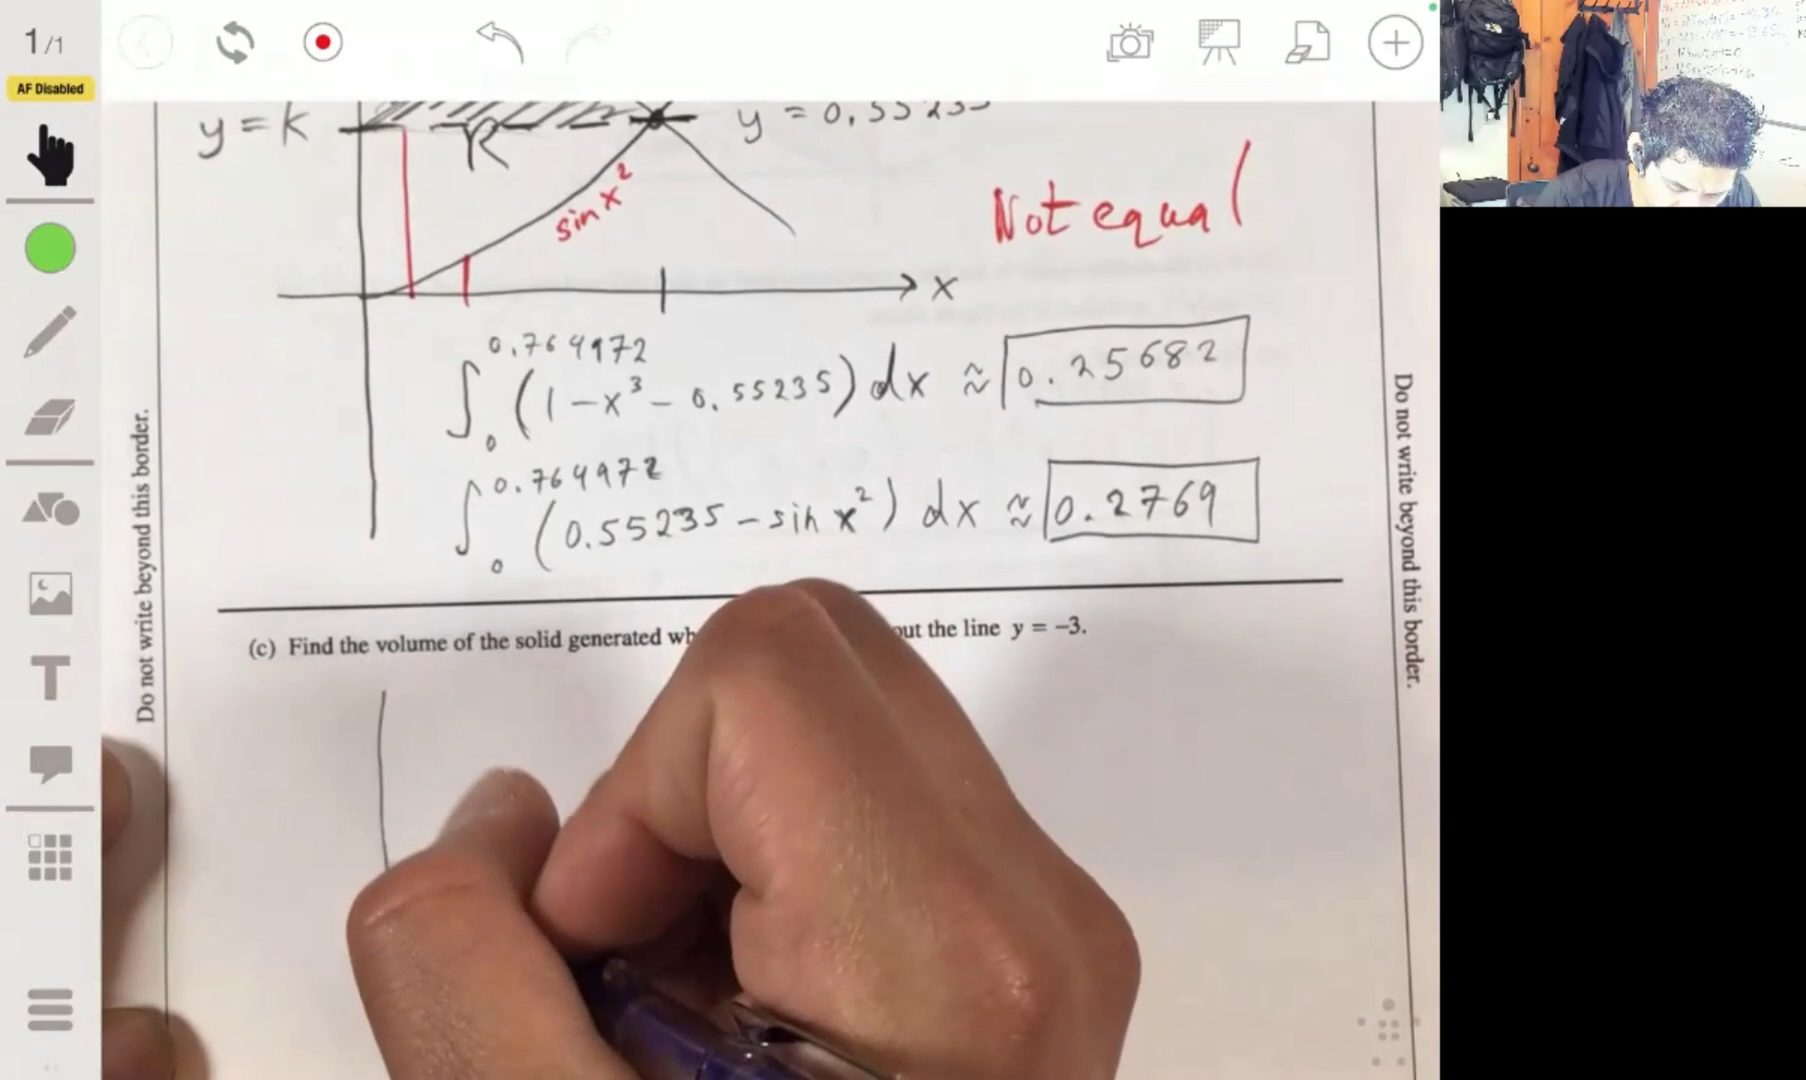 1/1
AF Disabled
y = k
R
y = 0.55235
sin x²
Not equal
x
∫₀^0.764972 (1 - x³ - 0.55235) dx ≈ 0.25682
∫₀^0.764972 (0.55235 - sin x²) dx ≈ 0.2769
(c) Find the volume of the solid generated out the line y = -3.
Do not write beyond this border.
Do not write beyond this border.
T